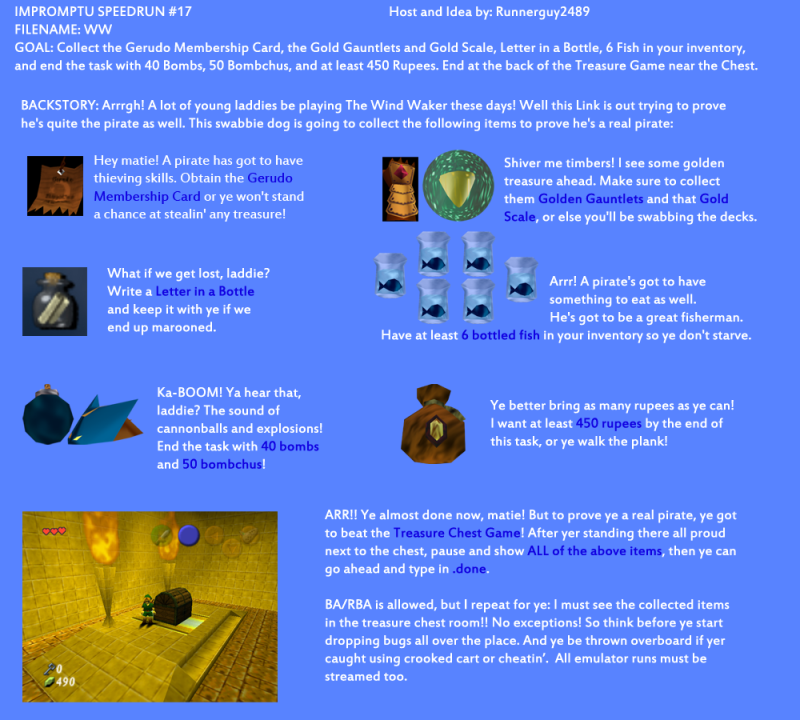 IMPROMPTU SPEEDRUN #17
Host and Idea by: Runnerguy2489
FILENAME: WW
GOAL: Collect the Gerudo Membership Card, the Gold Gauntlets and Gold Scale, Letter in a Bottle, 6 Fish in your inventory,
and end the task with 40 Bombs, 50 Bombchus, and at least 450 Rupees. End at the back of the Treasure Game near the Chest.
BACKSTORY: Arrrgh! A lot of young laddies be playing The Wind Waker these days! Well this Link is out trying to prove
he's quite the pirate as well. This swabbie dog is going to collect the following items to prove he's a real pirate:
Hey matie! A pirate has got to have
thieving skills. Obtain the Gerudo
Membership Card or ye won't stand
a chance at stealin' any treasure!
Shiver me timbers! I see some golden
treasure ahead. Make sure to collect
them Golden Gauntlets and that Gold
Scale, or else you'll be swabbing the decks.
What if we get lost, laddie?
Write a Letter in a Bottle
and keep it with ye if we
end up marooned.
Arrr! A pirate's got to have
something to eat as well.
He's got to be a great fisherman.
Have at least 6 bottled fish in your inventory so ye don't starve.
Ka-BOOM! Ya hear that,
laddie? The sound of
cannonballs and explosions!
End the task with 40 bombs
and 50 bombchus!
Ye better bring as many rupees as ye can!
I want at least 450 rupees by the end of
this task, or ye walk the plank!
ARR!! Ye almost done now, matie! But to prove ye a real pirate, ye got
to beat the Treasure Chest Game! After yer standing there all proud
next to the chest, pause and show ALL of the above items, then ye can
go ahead and type in .done.
BA/RBA is allowed, but I repeat for ye: I must see the collected items
in the treasure chest room!! No exceptions! So think before ye start
dropping bugs all over the place. And ye be thrown overboard if yer
caught using crooked cart or cheatin'. All emulator runs must be
streamed too.
0
490